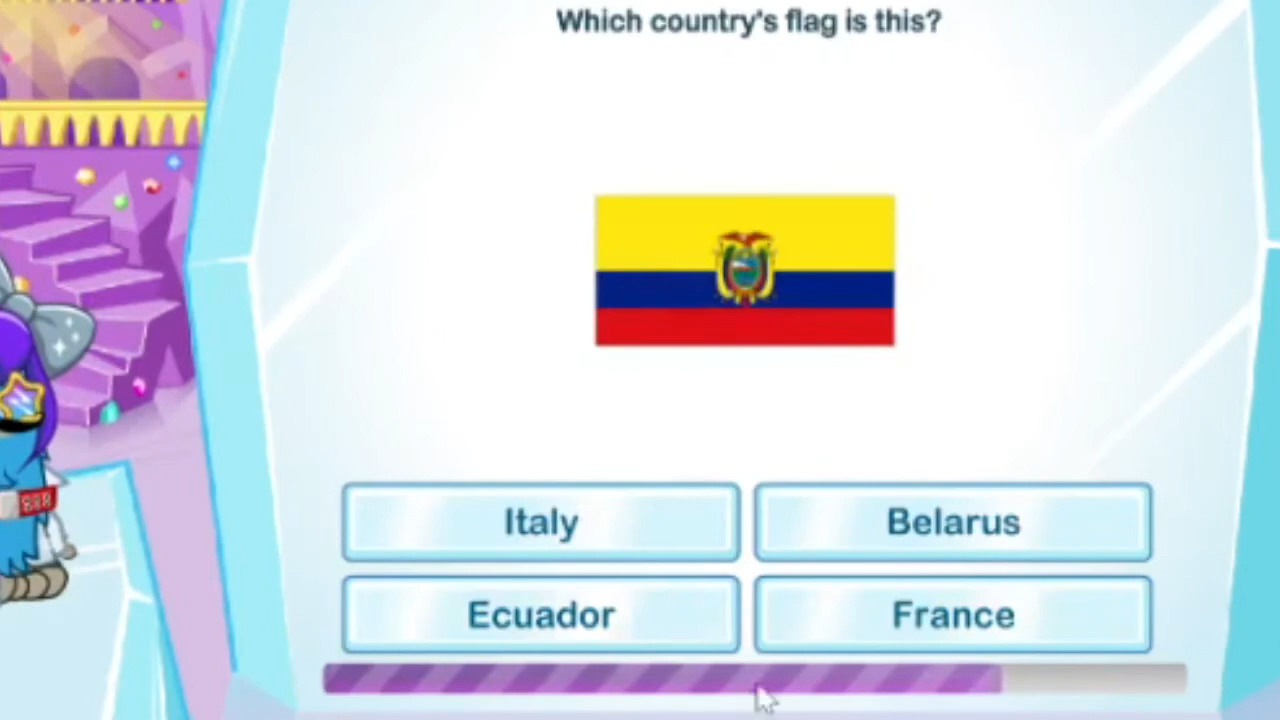 Which country's flag is this?
Italy
Belarus
Ecuador
France